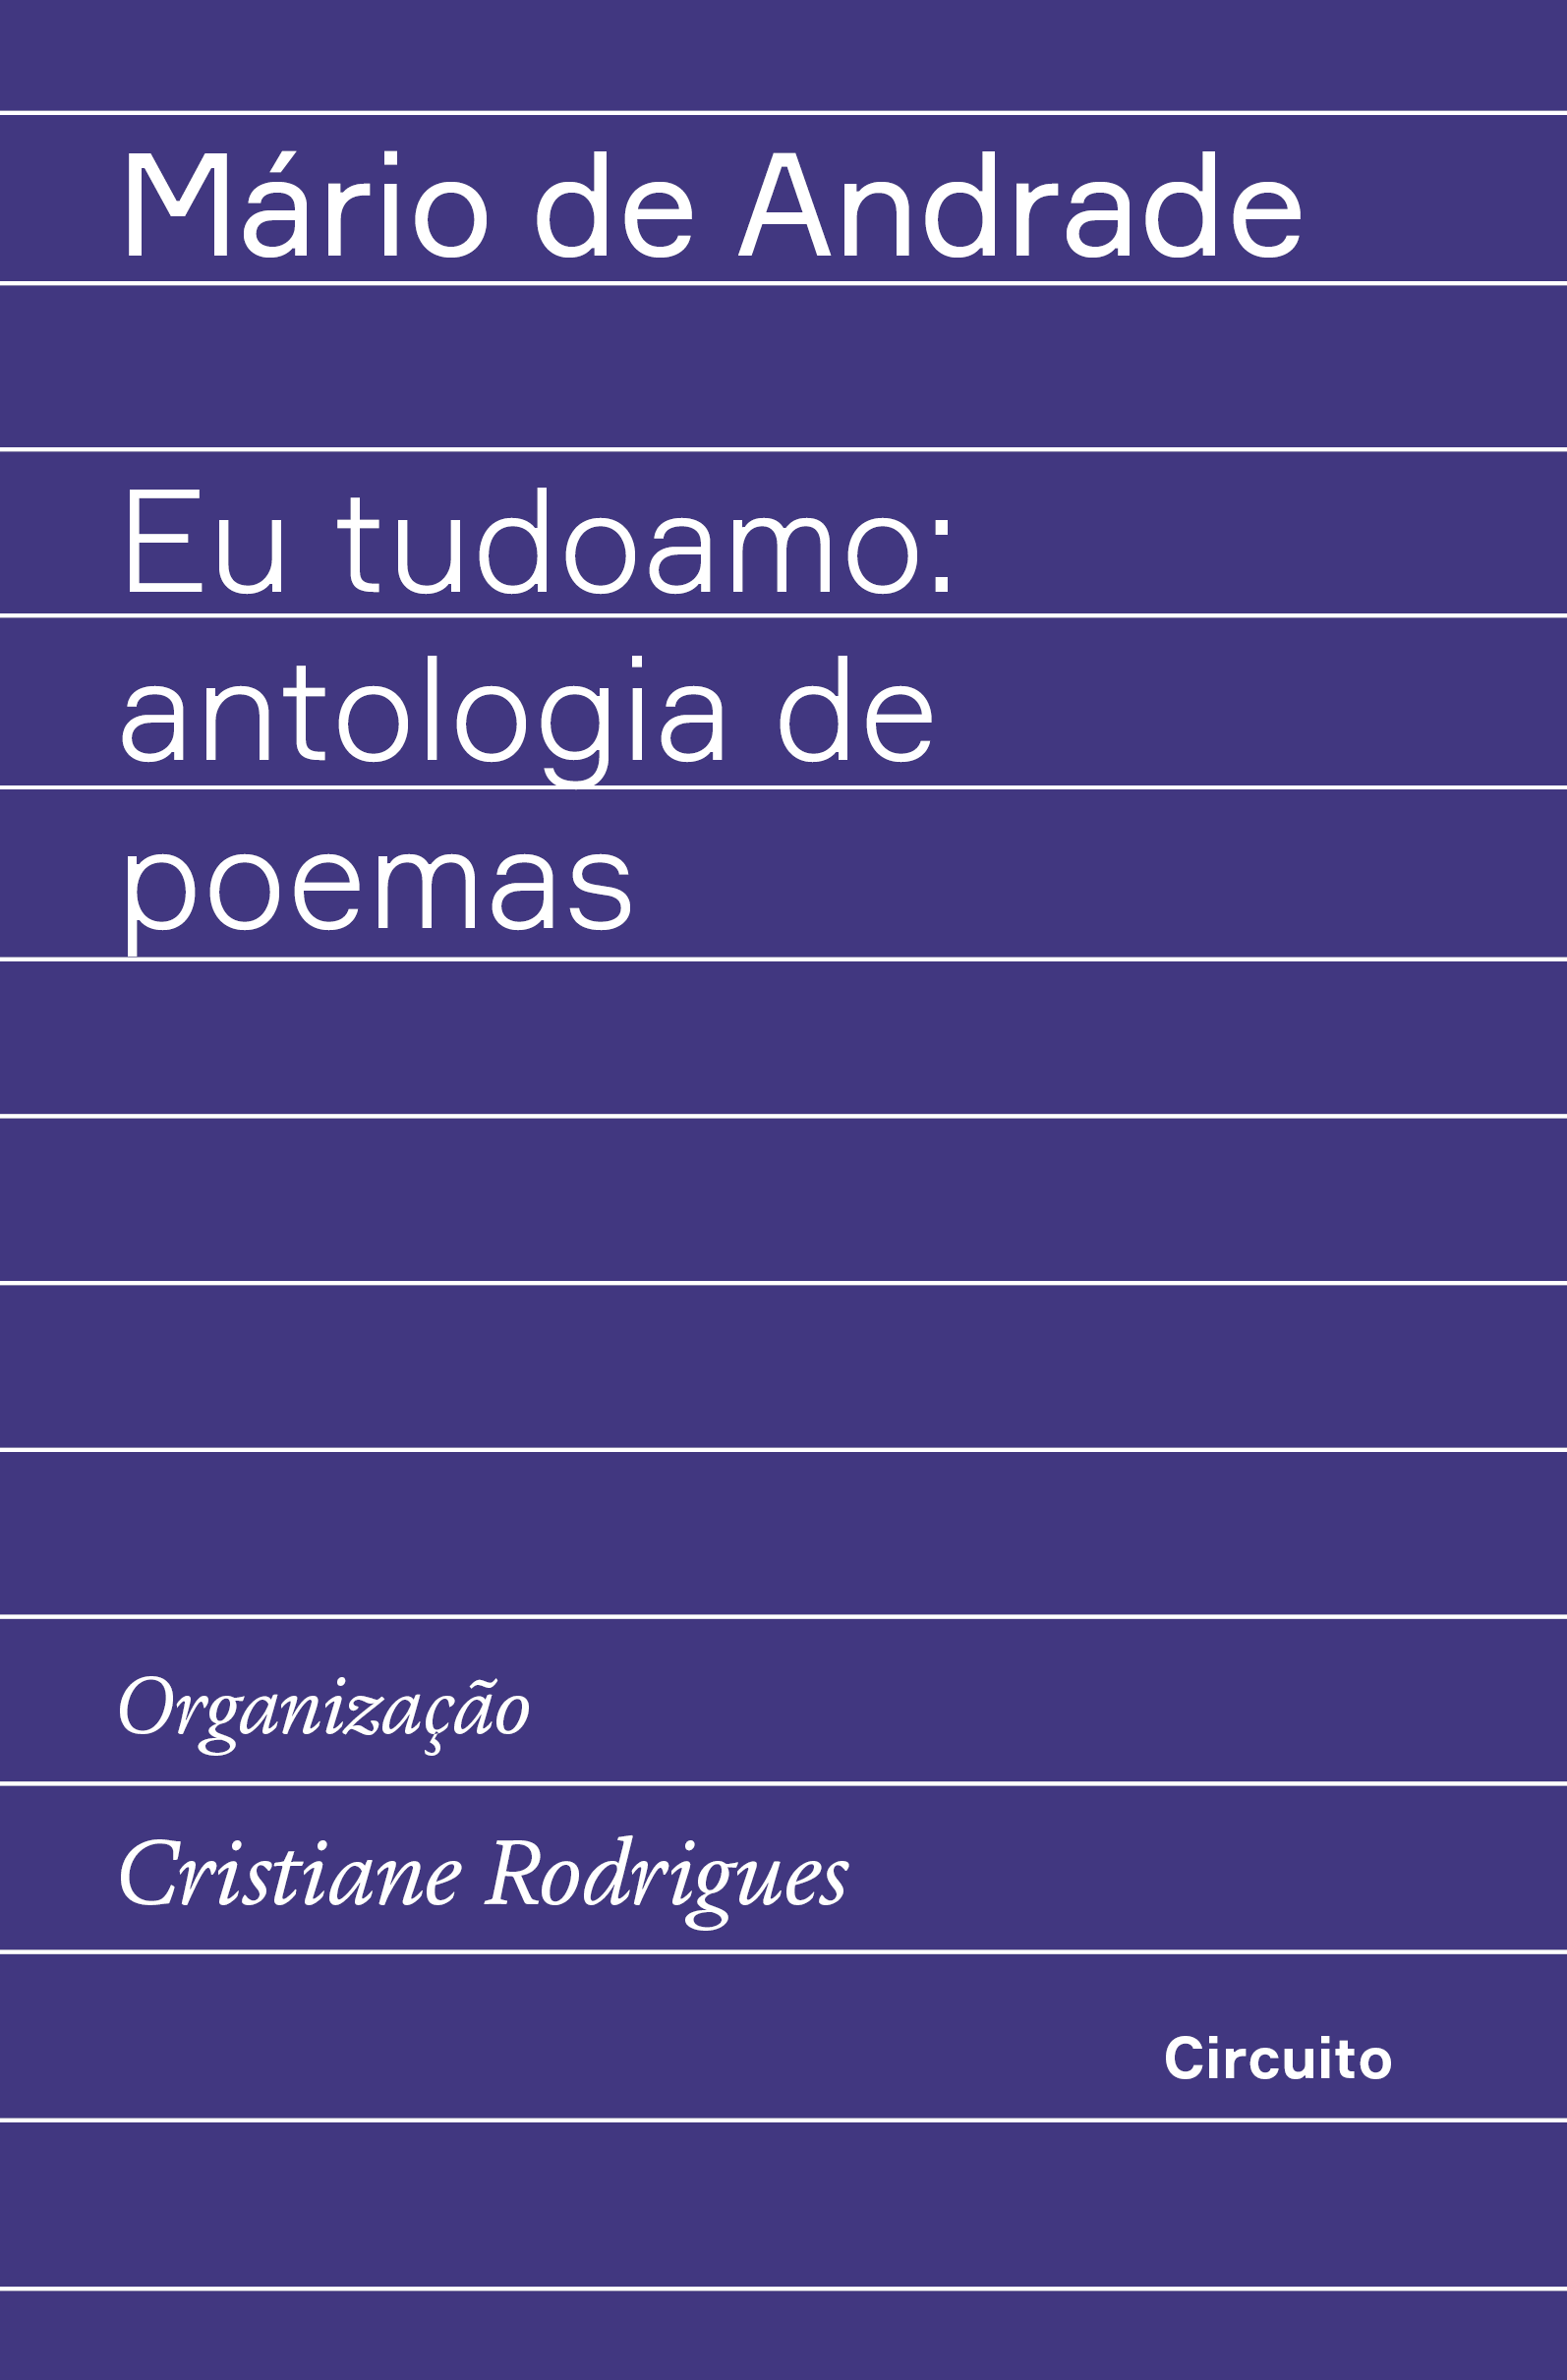 Mário de Andrade
Eu tudoamo:
antologia de
poemas
Organização
Cristiane Rodrigues
Circuito